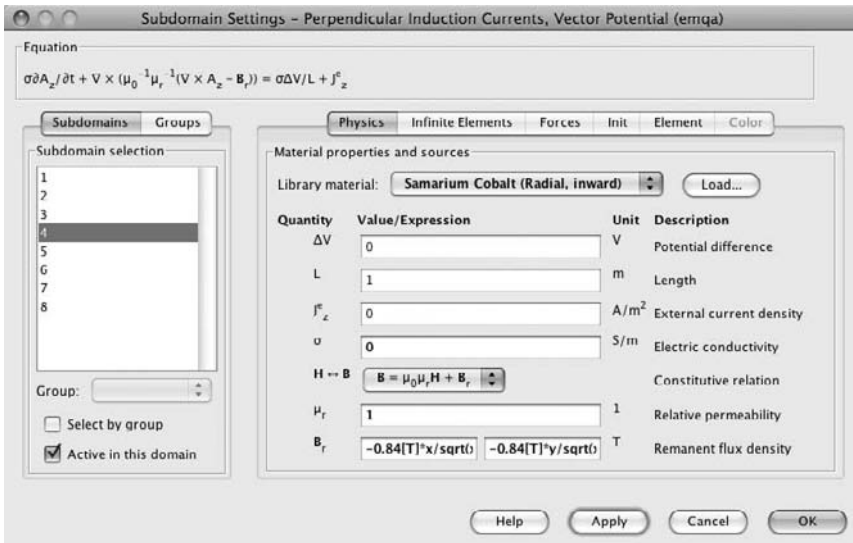 Subdomain Settings – Perpendicular Induction Currents, Vector Potential (emqa)
Equation
σ∂A_z/∂t + ∇ × (μ₀⁻¹μ_r⁻¹(∇ × A_z – B_r)) = σΔV/L + Jᵉ_z
Subdomains Groups
Subdomain selection
1
2
3
4
5
6
7
8
Group:
Select by group
Active in this domain
Physics Infinite Elements Forces Init Element Color
Material properties and sources
Library material: Samarium Cobalt (Radial, inward) Load...
Quantity Value/Expression Unit Description
ΔV 0 V Potential difference
L 1 m Length
Jᵉ_z 0 A/m² External current density
σ 0 S/m Electric conductivity
H ↔ B B = μ₀μ_rH + B_r Constitutive relation
μ_r 1 1 Relative permeability
B_r −0.84[T]*x/sqrt( −0.84[T]*y/sqrt( T Remanent flux density
Help Apply Cancel OK